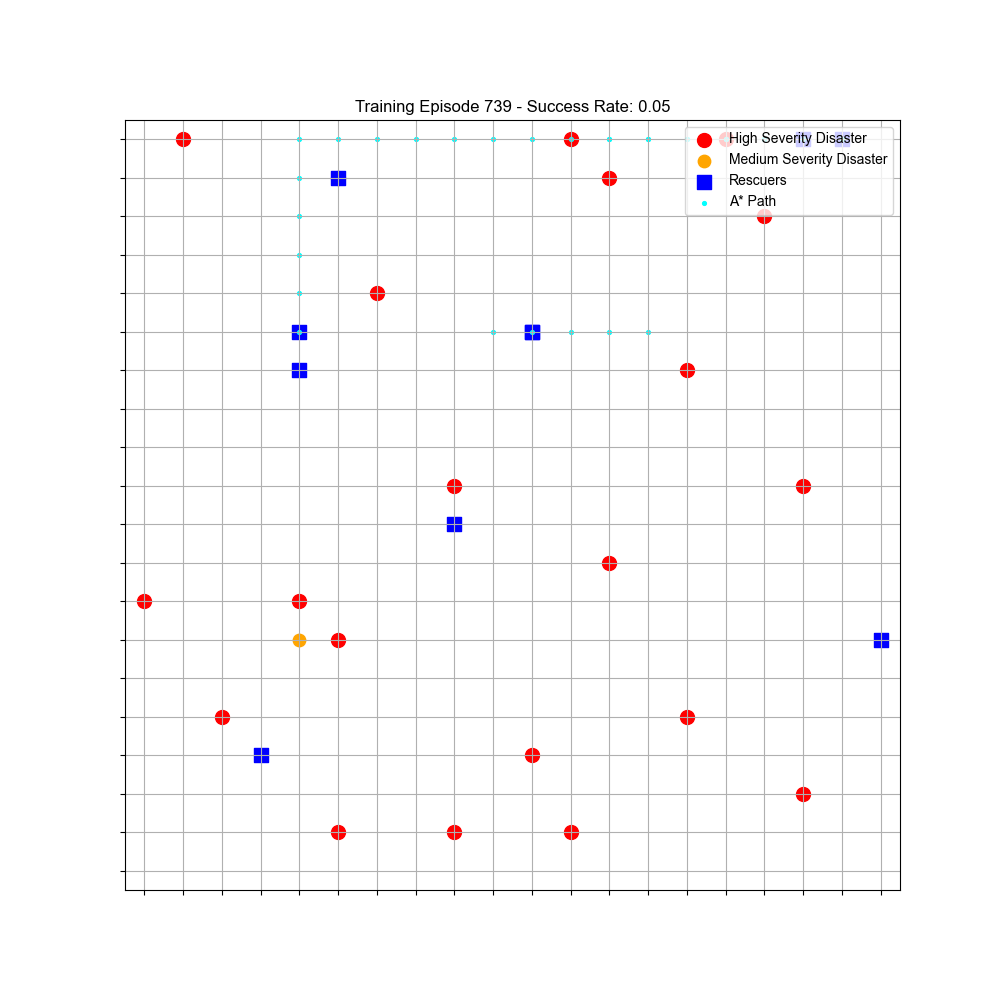 Training Episode 739 - Success Rate: 0.05
High Severity Disaster
Medium Severity Disaster
Rescuers
A* Path